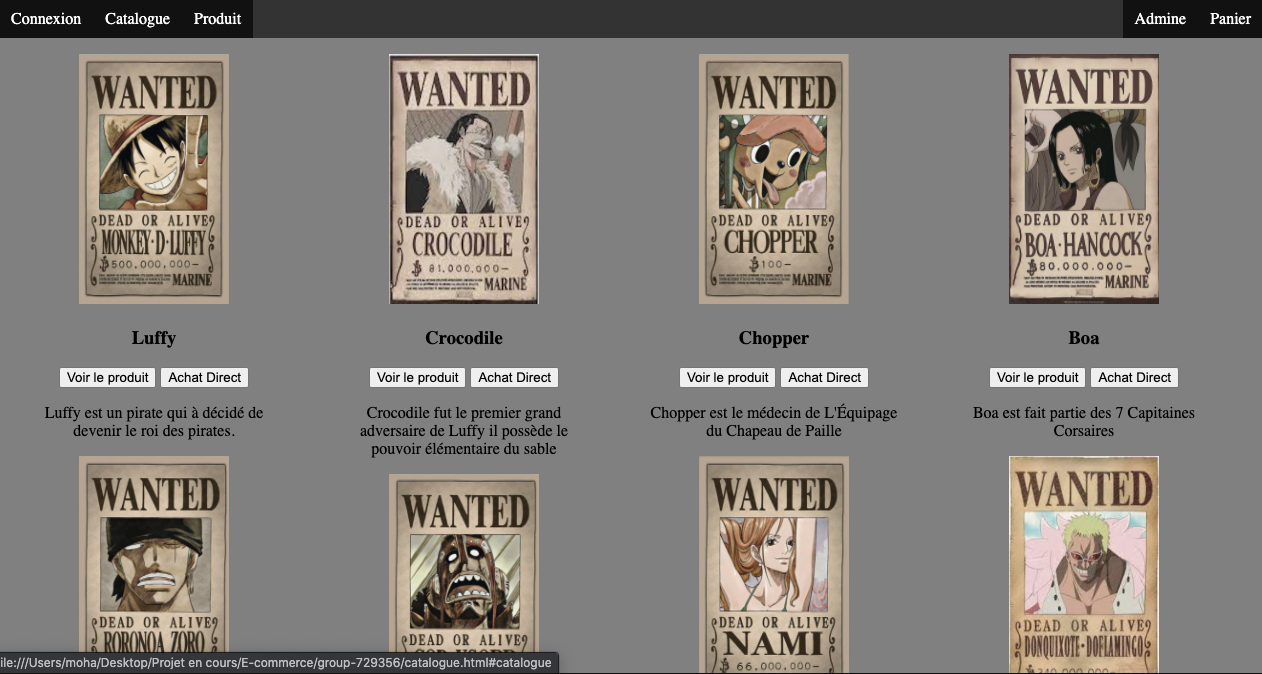 Connexion Catalogue Produit Admine Panier
WANTED
DEAD OR ALIVE
MONKEY·D·LUFFY
500,000,000-
MARINE
WANTED
DEAD OR ALIVE
CROCODILE
81,000,000-
MARINE
WANTED
DEAD OR ALIVE
CHOPPER
100-
MARINE
WANTED
DEAD OR ALIVE
BOA·HANCOCK
80,000,000-
MARINE
Luffy
Voir le produit Achat Direct
Luffy est un pirate qui à décidé de
devenir le roi des pirates.
Crocodile
Voir le produit Achat Direct
Crocodile fut le premier grand
adversaire de Luffy il possède le
pouvoir élémentaire du sable
Chopper
Voir le produit Achat Direct
Chopper est le médecin de L'Équipage
du Chapeau de Paille
Boa
Voir le produit Achat Direct
Boa est fait partie des 7 Capitaines
Corsaires
WANTED
DEAD OR ALIVE
RORONOA ZORO
WANTED
DEAD OR ALIVE
WANTED
DEAD OR ALIVE
NAMI
66,000,000-
WANTED
DEAD OR ALIVE
DONQUIXOTE·DOFLAMINGO
ile:///Users/moha/Desktop/Projet en cours/E-commerce/group-729356/catalogue.html#catalogue